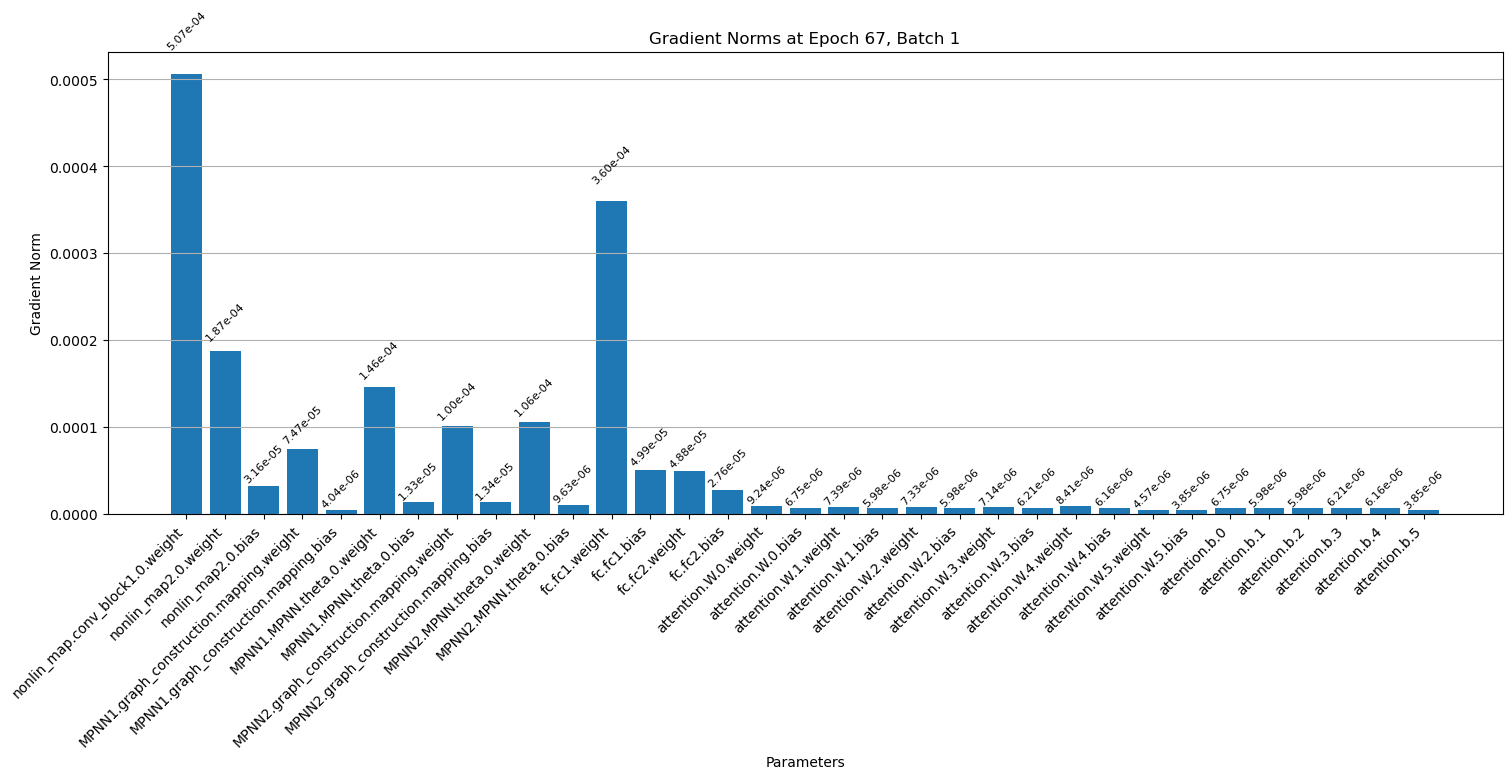 Gradient Norms at Epoch 67, Batch 1
Gradient Norm
0.0005
0.0004
0.0003
0.0002
0.0001
0.0000
5.07e-04
1.87e-04
3.16e-05
7.47e-05
4.04e-06
1.46e-04
1.33e-05
1.00e-04
1.34e-05
1.06e-04
9.63e-06
3.60e-04
4.99e-05
4.88e-05
2.76e-05
9.24e-06
6.75e-06
7.39e-06
5.98e-06
7.33e-06
5.98e-06
7.14e-06
6.21e-06
8.41e-06
6.16e-06
4.57e-06
3.85e-06
6.75e-06
5.98e-06
5.98e-06
6.21e-06
6.16e-06
3.85e-06
nonlin_map.conv_block1.0.weight
nonlin_map2.0.weight
nonlin_map2.0.bias
MPNN1.graph_construction.mapping.weight
MPNN1.graph_construction.mapping.bias
MPNN1.MPNN.theta.0.weight
MPNN1.MPNN.theta.0.bias
MPNN2.graph_construction.mapping.weight
MPNN2.graph_construction.mapping.bias
MPNN2.MPNN.theta.0.weight
MPNN2.MPNN.theta.0.bias
fc.fc1.weight
fc.fc1.bias
fc.fc2.weight
fc.fc2.bias
attention.W.0.weight
attention.W.0.bias
attention.W.1.weight
attention.W.1.bias
attention.W.2.weight
attention.W.2.bias
attention.W.3.weight
attention.W.3.bias
attention.W.4.weight
attention.W.4.bias
attention.W.5.weight
attention.W.5.bias
attention.b.0
attention.b.1
attention.b.2
attention.b.3
attention.b.4
attention.b.5
Parameters